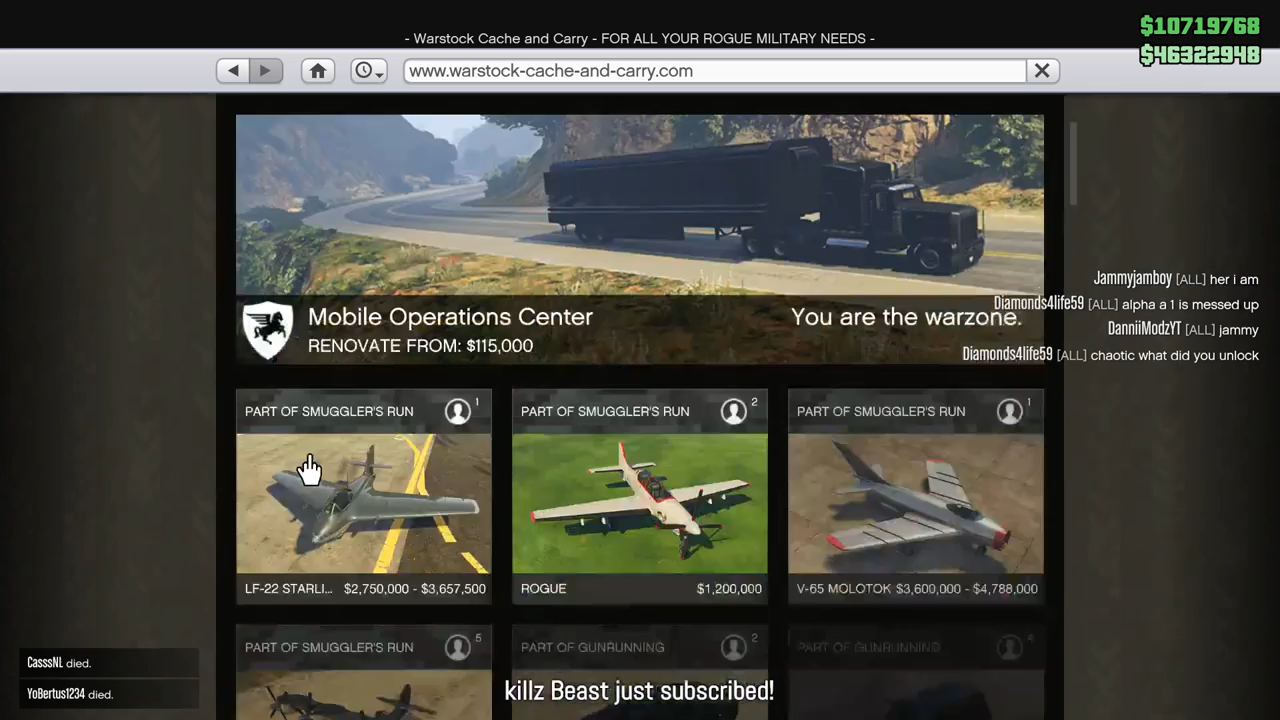 - Warstock Cache and Carry - FOR ALL YOUR ROGUE MILITARY NEEDS -
$10719768
$46322948
www.warstock-cache-and-carry.com
Mobile Operations Center
RENOVATE FROM: $115,000
You are the warzone.
Jammyjamboy [ALL] her i am
Diamonds4life59 [ALL] alpha a 1 is messed up
DanniiModzYT [ALL] jammy
Diamonds4life59 [ALL] chaotic what did you unlock
PART OF SMUGGLER'S RUN 1
PART OF SMUGGLER'S RUN 2
PART OF SMUGGLER'S RUN 1
LF-22 STARLI... $2,750,000 - $3,657,500
ROGUE $1,200,000
V-65 MOLOTOK $3,600,000 - $4,788,000
PART OF SMUGGLER'S RUN 5
PART OF GUNRUNNING 2
PART OF GUNRUNNING 4
CasssNL died.
YoBertus1234 died.
killz Beast just subscribed!